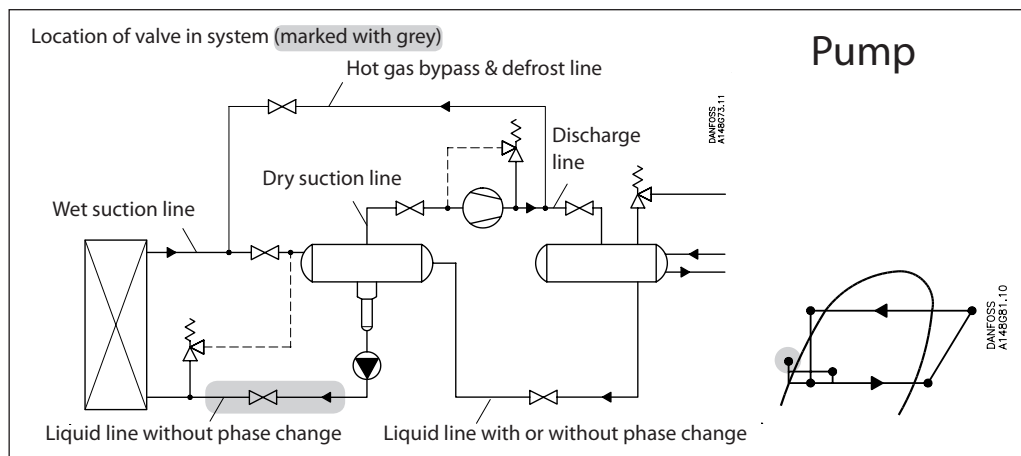 Location of valve in system (marked with grey)
Pump
Hot gas bypass & defrost line
DANFOSS
A148G73.11
Discharge
line
Dry suction line
Wet suction line
DANFOSS
A148G81.10
Liquid line without phase change
Liquid line with or without phase change